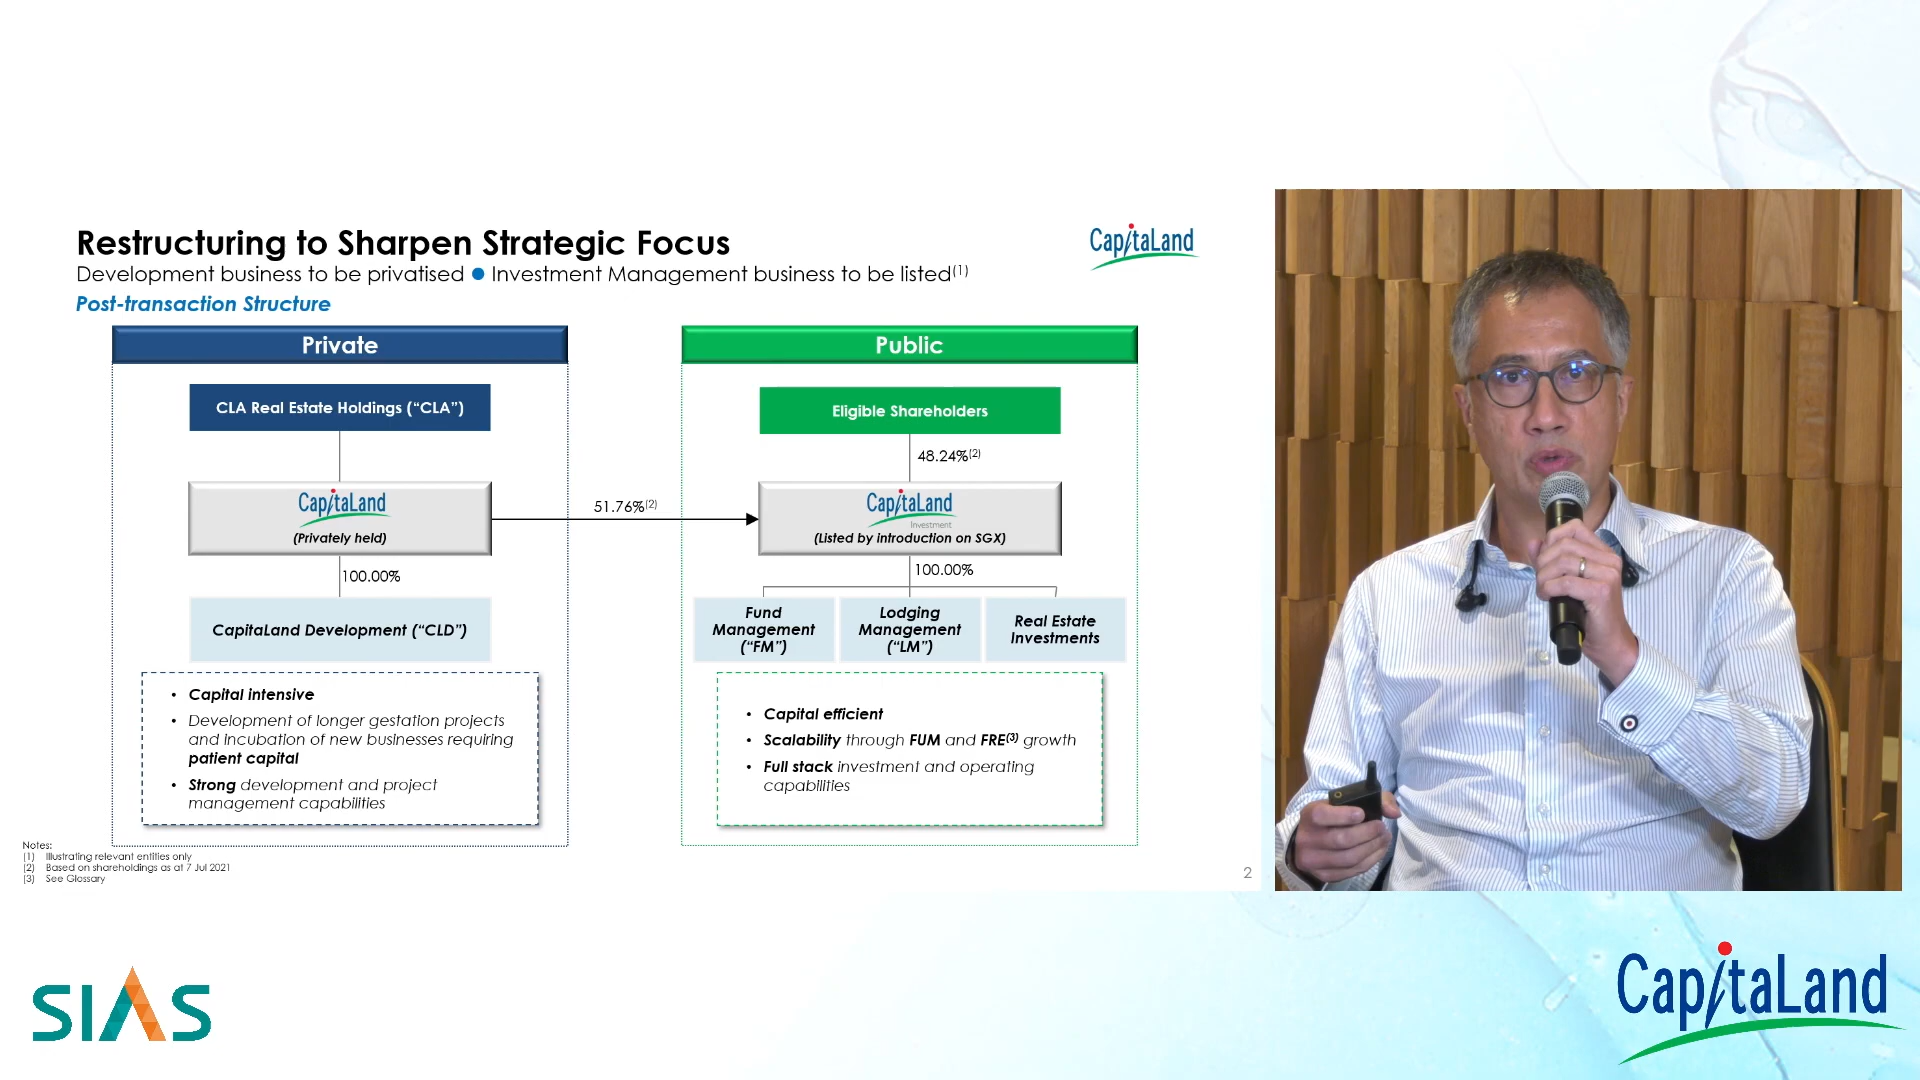 Restructuring to Sharpen Strategic Focus
CapitaLand
Development business to be privatised ● Investment Management business to be listed(1)
Post-transaction Structure
Private
CLA Real Estate Holdings (“CLA”)
CapitaLand
(Privately held)
51.76%(2)
100.00%
CapitaLand Development (“CLD”)
• Capital intensive
• Development of longer gestation projects
and incubation of new businesses requiring
patient capital
• Strong development and project
management capabilities
Public
Eligible Shareholders
48.24%(2)
CapitaLand
Investment
(Listed by introduction on SGX)
100.00%
Fund
Management
(“FM”)
Lodging
Management
(“LM”)
Real Estate
Investments
• Capital efficient
• Scalability through FUM and FRE(3) growth
• Full stack investment and operating
capabilities
Notes:
(1) Illustrating relevant entities only
(2) Based on shareholdings as at 7 Jul 2021
(3) See Glossary
2
SIAS
CapitaLand